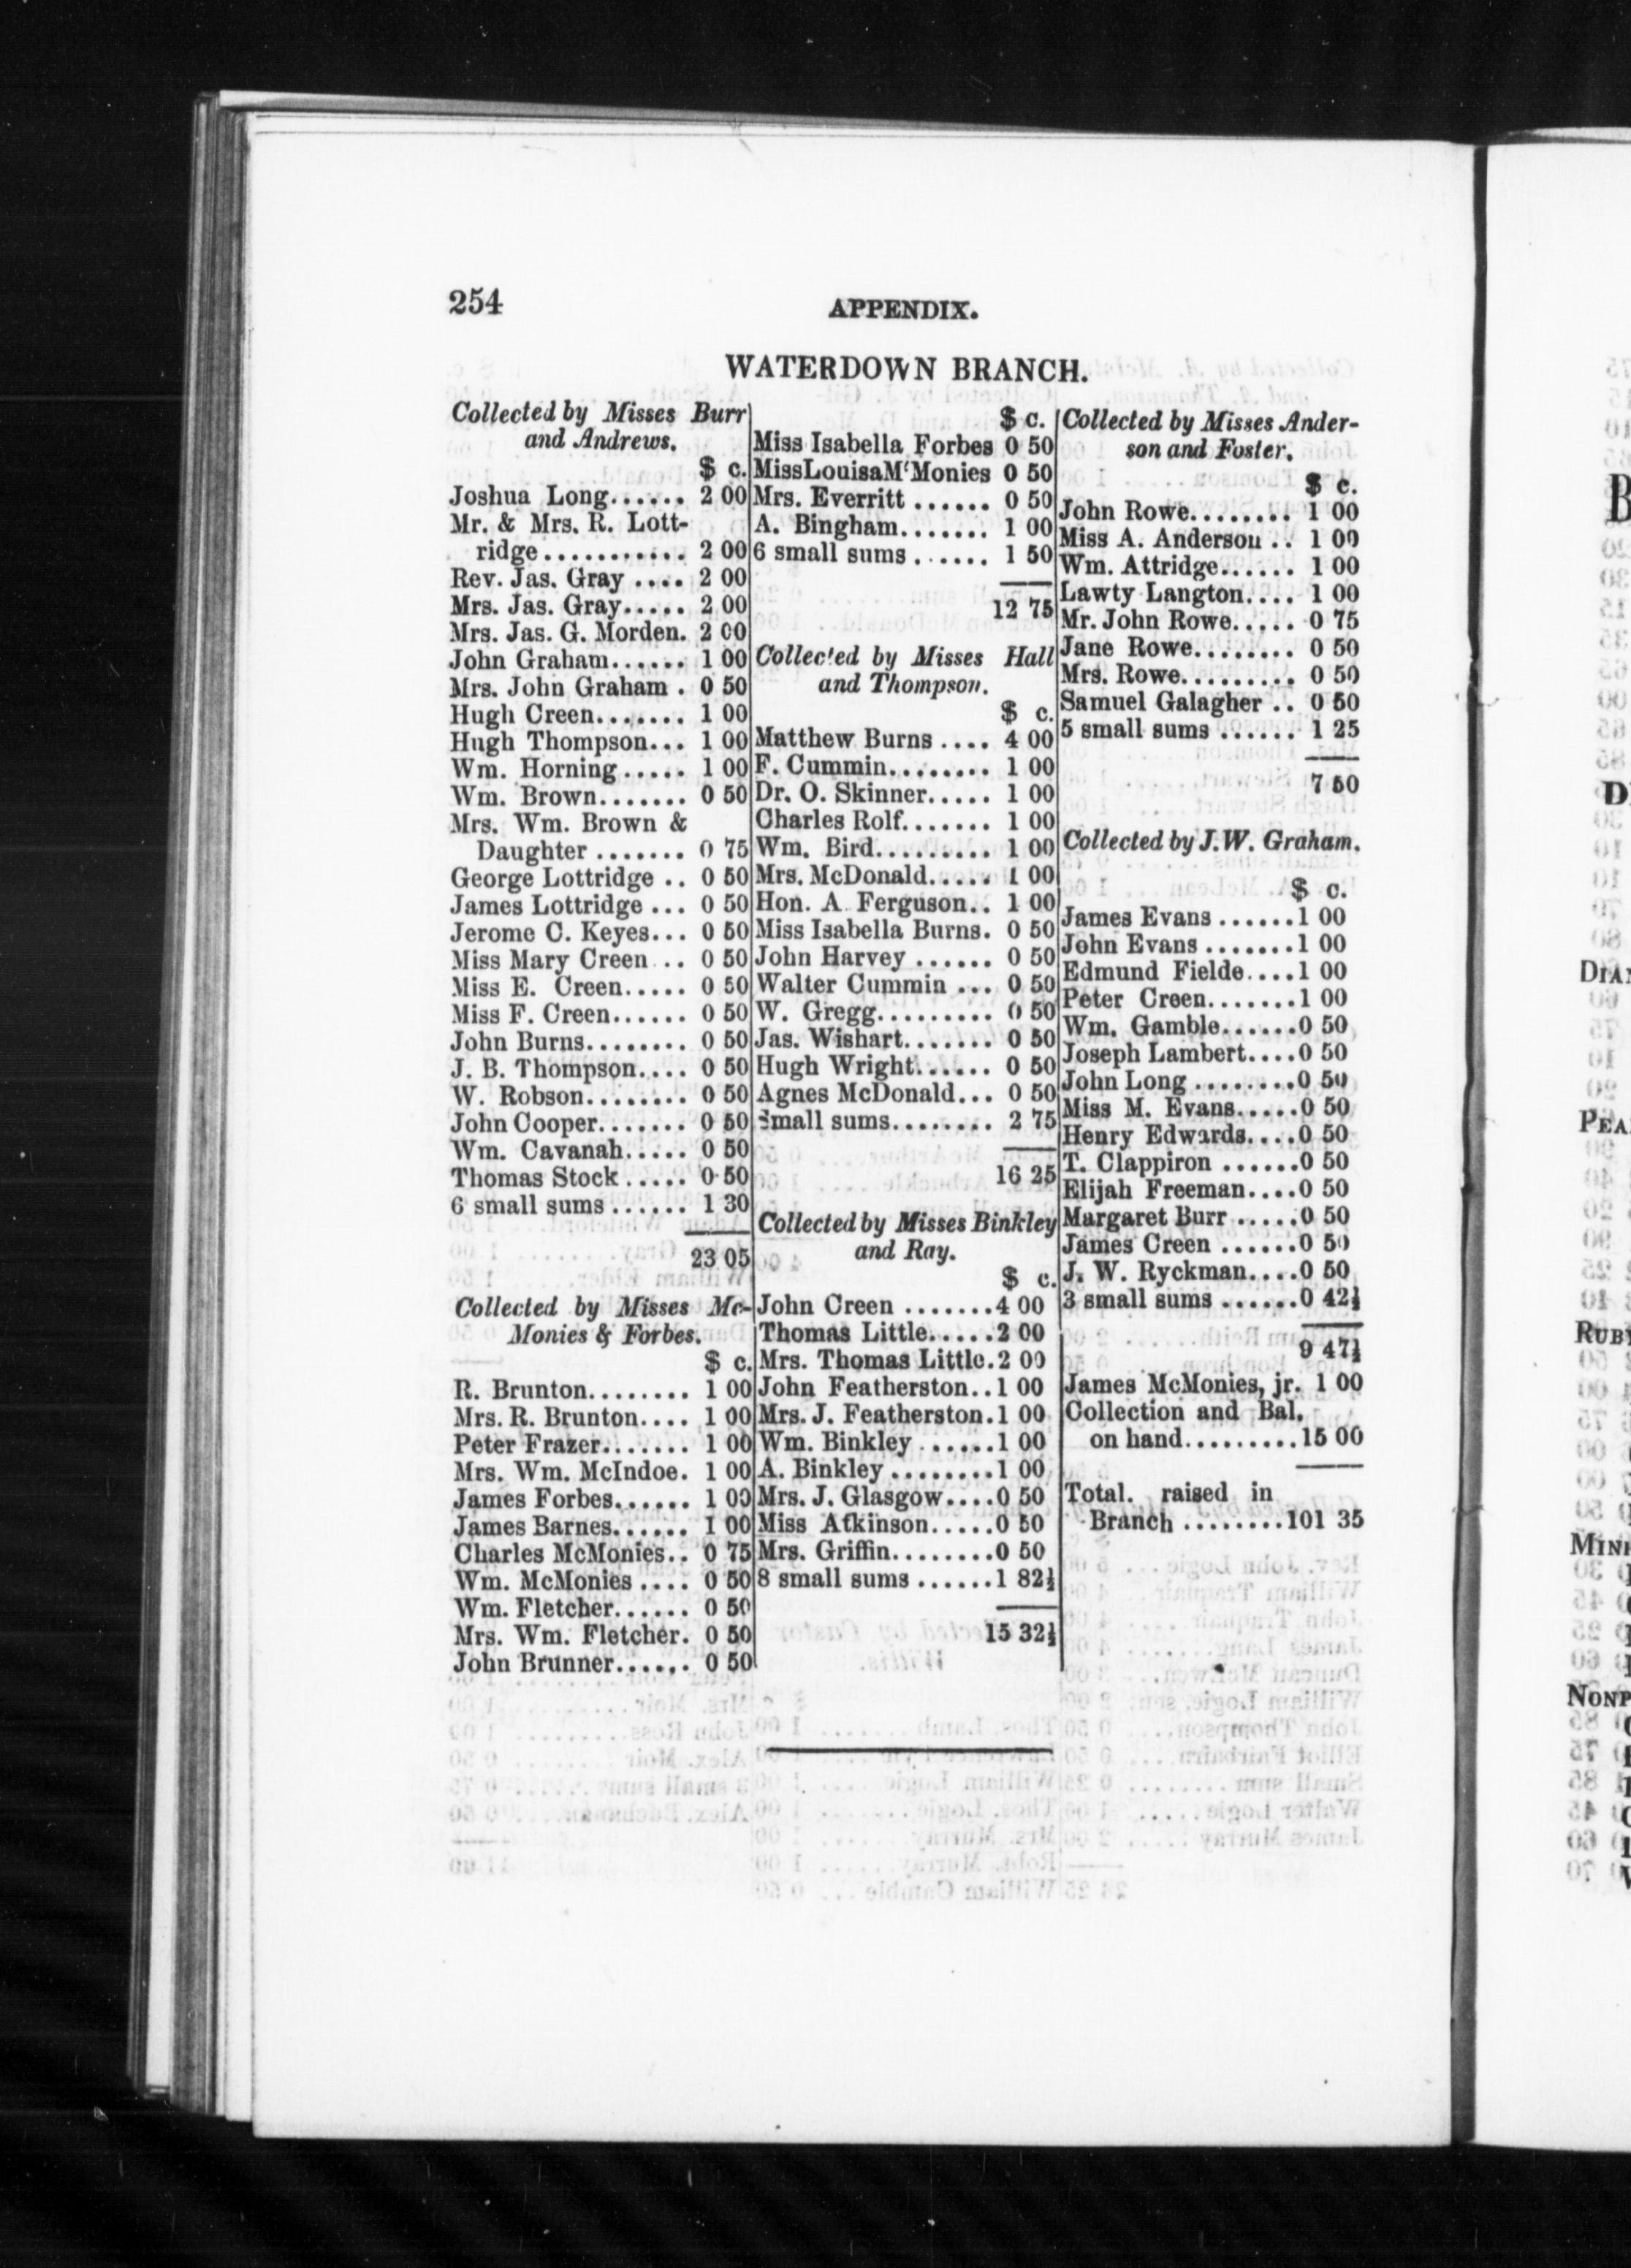 254
APPENDIX.
WATERDOWN BRANCH.
Collected by Misses Burr
and Andrews.
$ c.
Joshua Long...... 2 00
Mr. & Mrs. R. Lott-
ridge........... 2 00
Rev. Jas. Gray .... 2 00
Mrs. Jas. Gray..... 2 00
Mrs. Jas. G. Morden. 2 00
John Graham...... 1 00
Mrs. John Graham . 0 50
Hugh Creen....... 1 00
Hugh Thompson... 1 00
Wm. Horning..... 1 00
Wm. Brown....... 0 50
Mrs. Wm. Brown &
Daughter ....... 0 75
George Lottridge .. 0 50
James Lottridge ... 0 50
Jerome C. Keyes... 0 50
Miss Mary Creen... 0 50
Miss E. Creen..... 0 50
Miss F. Creen...... 0 50
John Burns........ 0 50
J. B. Thompson.... 0 50
W. Robson........ 0 50
John Cooper....... 0 50
Wm. Cavanah..... 0 50
Thomas Stock ..... 0 50
6 small sums ...... 1 30
23 05
Collected by Misses Mc-
Monies & Forbes.
$ c.
R. Brunton........ 1 00
Mrs. R. Brunton.... 1 00
Peter Frazer....... 1 00
Mrs. Wm. McIndoe. 1 00
James Forbes...... 1 00
James Barnes...... 1 00
Charles McMonies.. 0 75
Wm. McMonies .... 0 50
Wm. Fletcher...... 0 50
Mrs. Wm. Fletcher. 0 50
John Brunner...... 0 50
$ c.
Miss Isabella Forbes 0 50
MissLouisaM'Monies 0 50
Mrs. Everritt ...... 0 50
A. Bingham....... 1 00
6 small sums ...... 1 50
12 75
Collected by Misses Hall
and Thompson.
$ c.
Matthew Burns .... 4 00
F. Cummin........ 1 00
Dr. O. Skinner..... 1 00
Charles Rolf....... 1 00
Wm. Bird.......... 1 00
Mrs. McDonald..... 1 00
Hon. A. Ferguson.. 1 00
Miss Isabella Burns. 0 50
John Harvey ...... 0 50
Walter Cummin ... 0 50
W. Gregg......... 0 50
Jas. Wishart....... 0 50
Hugh Wright...... 0 50
Agnes McDonald... 0 50
Small sums........ 2 75
16 25
Collected by Misses Binkley
and Ray.
$ c.
John Creen .......4 00
Thomas Little.....2 00
Mrs. Thomas Little.2 00
John Featherston..1 00
Mrs. J. Featherston.1 00
Wm. Binkley ......1 00
A. Binkley ........1 00
Mrs. J. Glasgow....0 50
Miss Atkinson.....0 50
Mrs. Griffin........0 50
8 small sums ......1 82½
15 32½
Collected by Misses Ander-
son and Foster.
$ c.
John Rowe........ 1 00
Miss A. Anderson .. 1 00
Wm. Attridge...... 1 00
Lawty Langton.... 1 00
Mr. John Rowe..... 0 75
Jane Rowe........ 0 50
Mrs. Rowe......... 0 50
Samuel Galagher .. 0 50
5 small sums ...... 1 25
7 50
Collected by J.W. Graham.
$ c.
James Evans ......1 00
John Evans .......1 00
Edmund Fielde....1 00
Peter Creen.......1 00
Wm. Gamble......0 50
Joseph Lambert....0 50
John Long ........0 50
Miss M. Evans.....0 50
Henry Edwards....0 50
T. Clappiron ......0 50
Elijah Freeman....0 50
Margaret Burr .....0 50
James Creen ......0 50
J. W. Ryckman....0 50
3 small sums ......0 42½
9 47½
James McMonies, jr. 1 00
Collection and Bal.
on hand.........15 00
Total. raised in
Branch ........101 35